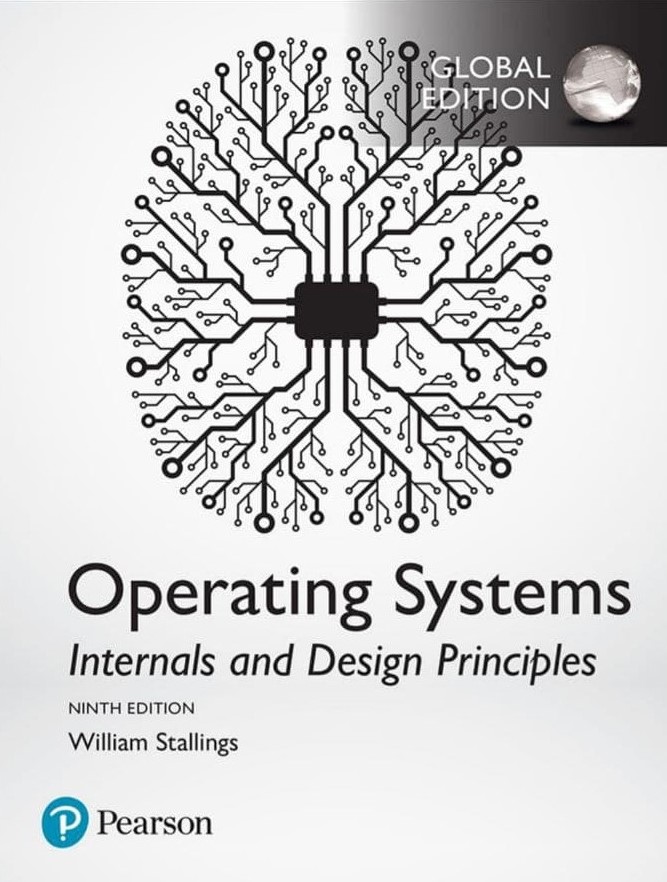 GLOBAL
EDITION
Operating Systems
Internals and Design Principles
NINTH EDITION
William Stallings
Pearson